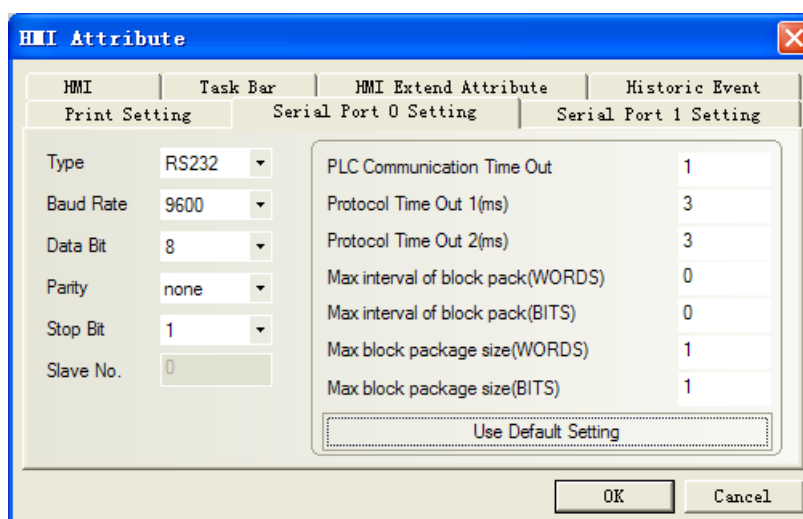 HMI Attribute
HMI Task Bar HMI Extend Attribute Historic Event
Print Setting Serial Port 0 Setting Serial Port 1 Setting
Type RS232 PLC Communication Time Out 1
Baud Rate 9600 Protocol Time Out 1(ms) 3
Data Bit 8 Protocol Time Out 2(ms) 3
Parity none Max interval of block pack(WORDS) 0
Max interval of block pack(BITS) 0
Stop Bit 1 Max block package size(WORDS) 1
Slave No. 0 Max block package size(BITS) 1
Use Default Setting
OK Cancel